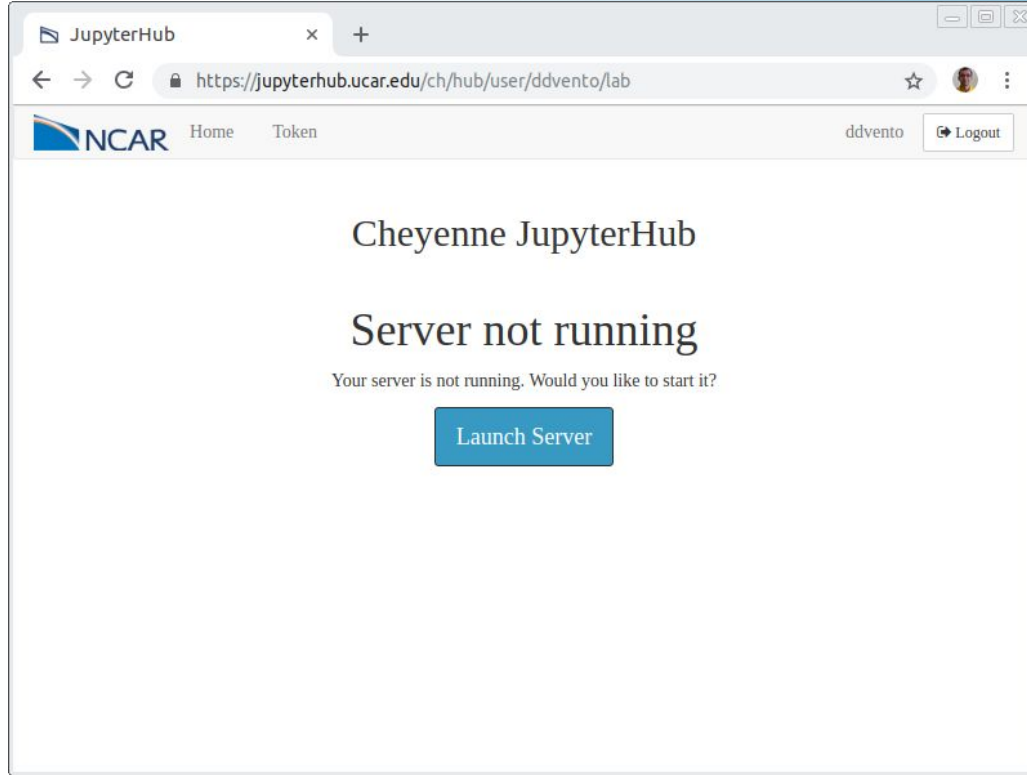 JupyterHub
https://jupyterhub.ucar.edu/ch/hub/user/ddvento/lab
NCAR Home Token ddvento Logout
Cheyenne JupyterHub
Server not running
Your server is not running. Would you like to start it?
Launch Server